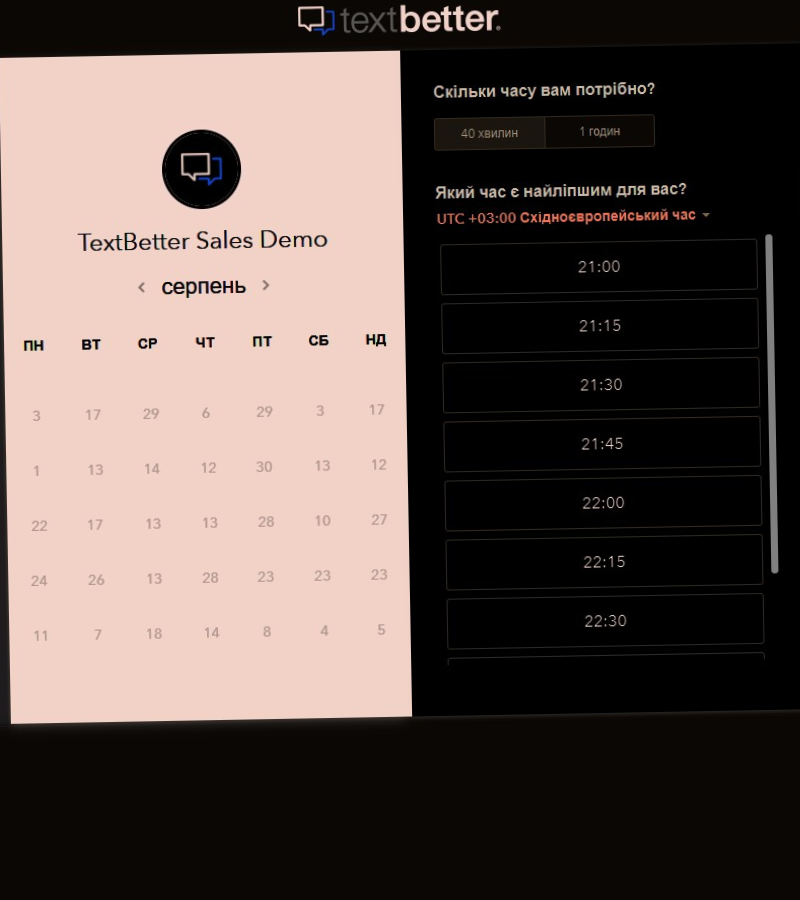 textbetter.
TextBetter Sales Demo
серпень
ПН ВТ СР ЧТ ПТ СБ НД
3 17 29 6 29 3 17
1 13 14 12 30 13 12
22 17 13 13 28 10 27
24 26 13 28 23 23 23
11 7 18 14 8 4 5
Скільки часу вам потрібно?
40 хвилин 1 годин
Який час є найліпшим для вас?
UTC +03:00 Східноєвропейський час
21:00
21:15
21:30
21:45
22:00
22:15
22:30